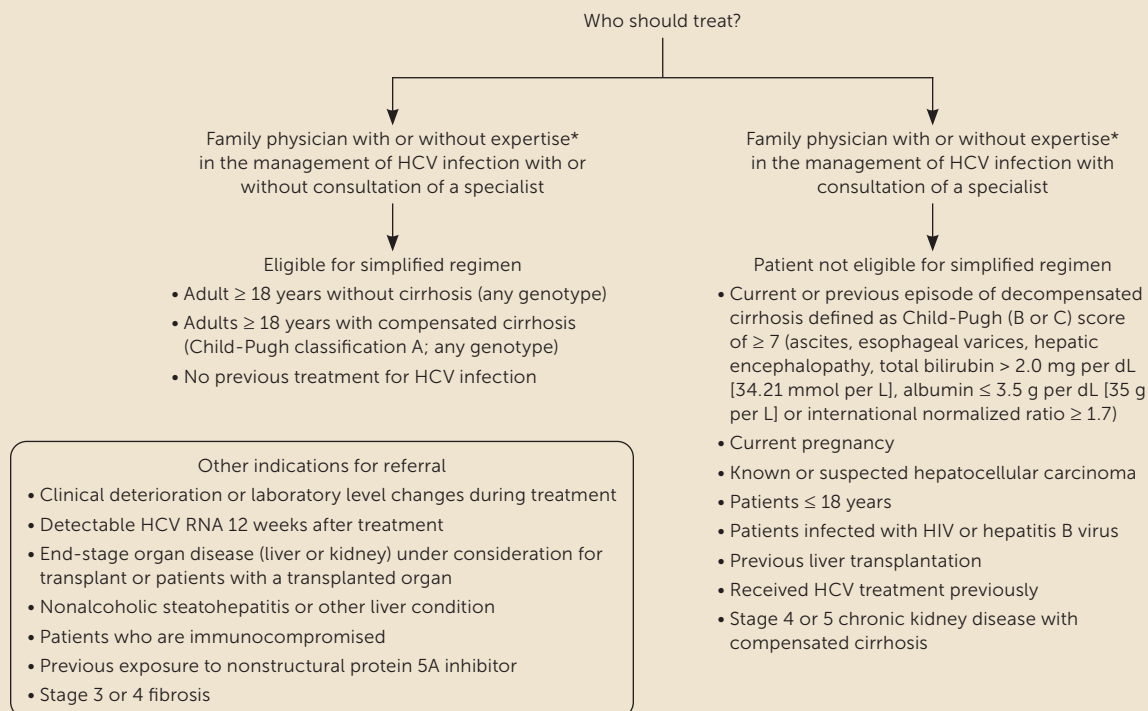 Who should treat?
Family physician with or without expertise*
in the management of HCV infection with or
without consultation of a specialist
Eligible for simplified regimen
• Adult ≥ 18 years without cirrhosis (any genotype)
• Adults ≥ 18 years with compensated cirrhosis
(Child-Pugh classification A; any genotype)
• No previous treatment for HCV infection
Family physician with or without expertise*
in the management of HCV infection with
consultation of a specialist
Patient not eligible for simplified regimen
• Current or previous episode of decompensated
cirrhosis defined as Child-Pugh (B or C) score
of ≥ 7 (ascites, esophageal varices, hepatic
encephalopathy, total bilirubin > 2.0 mg per dL
[34.21 mmol per L], albumin ≤ 3.5 g per dL [35 g
per L] or international normalized ratio ≥ 1.7)
• Current pregnancy
• Known or suspected hepatocellular carcinoma
• Patients ≤ 18 years
• Patients infected with HIV or hepatitis B virus
• Previous liver transplantation
• Received HCV treatment previously
• Stage 4 or 5 chronic kidney disease with
compensated cirrhosis
Other indications for referral
• Clinical deterioration or laboratory level changes during treatment
• Detectable HCV RNA 12 weeks after treatment
• End-stage organ disease (liver or kidney) under consideration for
transplant or patients with a transplanted organ
• Nonalcoholic steatohepatitis or other liver condition
• Patients who are immunocompromised
• Previous exposure to nonstructural protein 5A inhibitor
• Stage 3 or 4 fibrosis